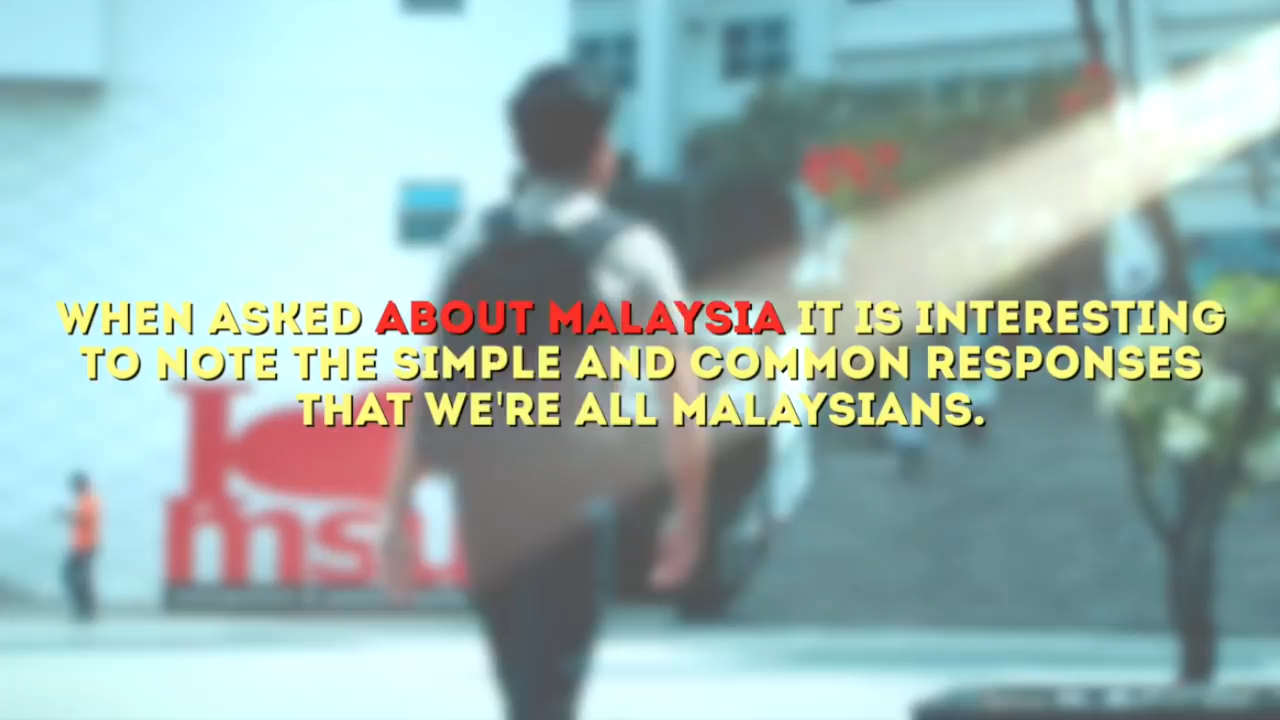 WHEN ASKED ABOUT MALAYSIA IT IS INTERESTING
TO NOTE THE SIMPLE AND COMMON RESPONSES
THAT WE'RE ALL MALAYSIANS.
I
msu